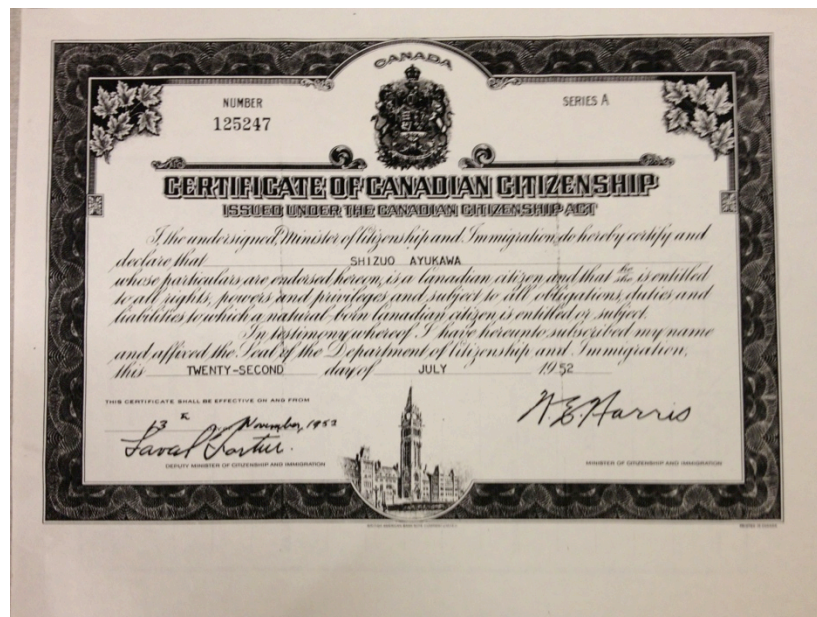 CANADA
NUMBER
SERIES A
125247
CERTIFICATE OF CANADIAN CITIZENSHIP
ISSUED UNDER THE CANADIAN CITIZENSHIP ACT
I, the undersigned, Minister of Citizenship and Immigration, do hereby certify and
declare that SHIZUO AYUKAWA
whose particulars are endorsed hereon, is a Canadian citizen and that he she is entitled
to all rights, powers and privileges and subject to all obligations, duties and
liabilities to which a natural-born Canadian citizen is entitled or subject.
In testimony whereof I have hereunto subscribed my name
and affixed the Seal of the Department of Citizenship and Immigration,
this TWENTY-SECOND day of JULY 1952
THIS CERTIFICATE SHALL BE EFFECTIVE ON AND FROM
13th November, 1952
W.E. Harris
Laval Fortier.
DEPUTY MINISTER OF CITIZENSHIP AND IMMIGRATION
MINISTER OF CITIZENSHIP AND IMMIGRATION